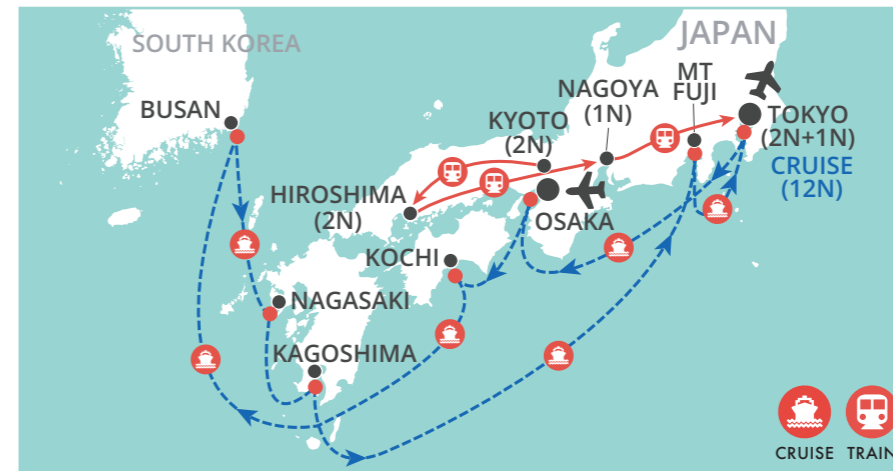 SOUTH KOREA
JAPAN
BUSAN
MT
FUJI
NAGOYA
(1N)
KYOTO
(2N)
TOKYO
(2N+1N)
CRUISE
(12N)
HIROSHIMA
(2N)
OSAKA
KOCHI
NAGASAKI
KAGOSHIMA
CRUISE TRAIN